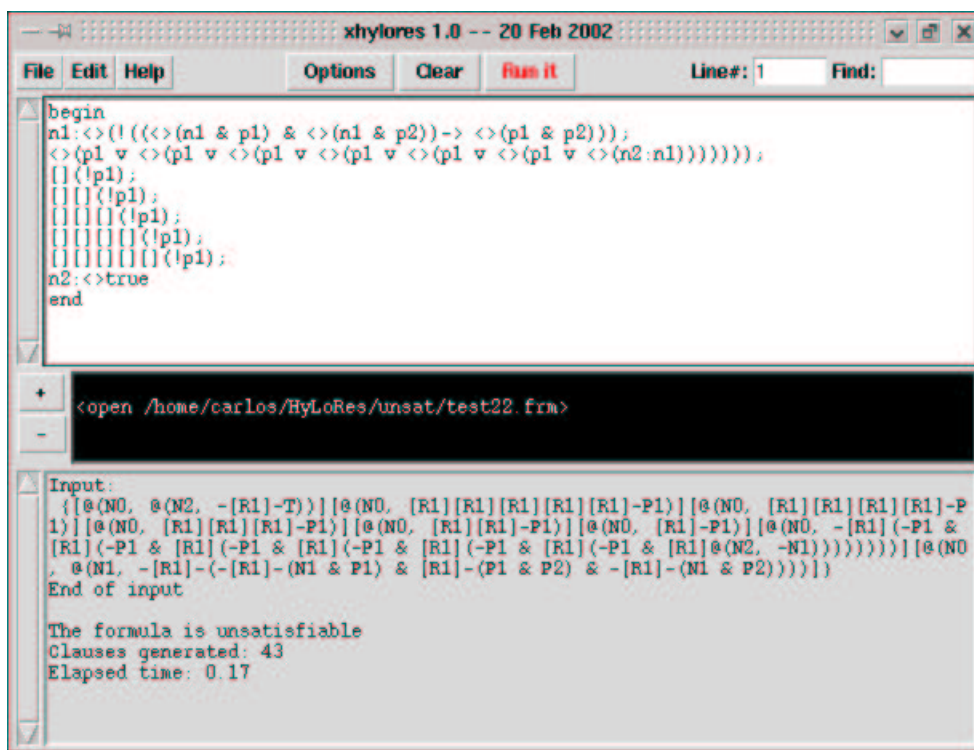 xhylores 1.0 -- 20 Feb 2002
File Edit Help Options Clear Run it Line#: 1 Find:
begin
n1:<>(!((<>(n1 & p1) & <>(n1 & p2))-> <>(p1 & p2)));
<>(p1 v <>(p1 v <>(p1 v <>(p1 v <>(p1 v <>(p1 v <>(n2:n1)))))));
[](!p1);
[][](!p1);
[][][](!p1);
[][][][](!p1);
[][][][][](!p1);
n2:<>true
end
+
<open /home/carlos/HyLoRes/unsat/test22.frm>
-
Input:
{[@(N0, @(N2, -[R1]-T))][@(N0, [R1][R1][R1][R1][R1]-P1)][@(N0, [R1][R1][R1][R1]-P
1)][@(N0, [R1][R1][R1]-P1)][@(N0, [R1][R1]-P1)][@(N0, [R1]-P1)][@(N0, -[R1](-P1 &
[R1](-P1 & [R1](-P1 & [R1](-P1 & [R1](-P1 & [R1](-P1 & [R1]@(N2, -N1))))))))][@(N0
, @(N1, -[R1]-(-[R1]-(N1 & P1) & [R1]-(P1 & P2) & -[R1]-(N1 & P2))))]}
End of input
The formula is unsatisfiable
Clauses generated: 43
Elapsed time: 0.17